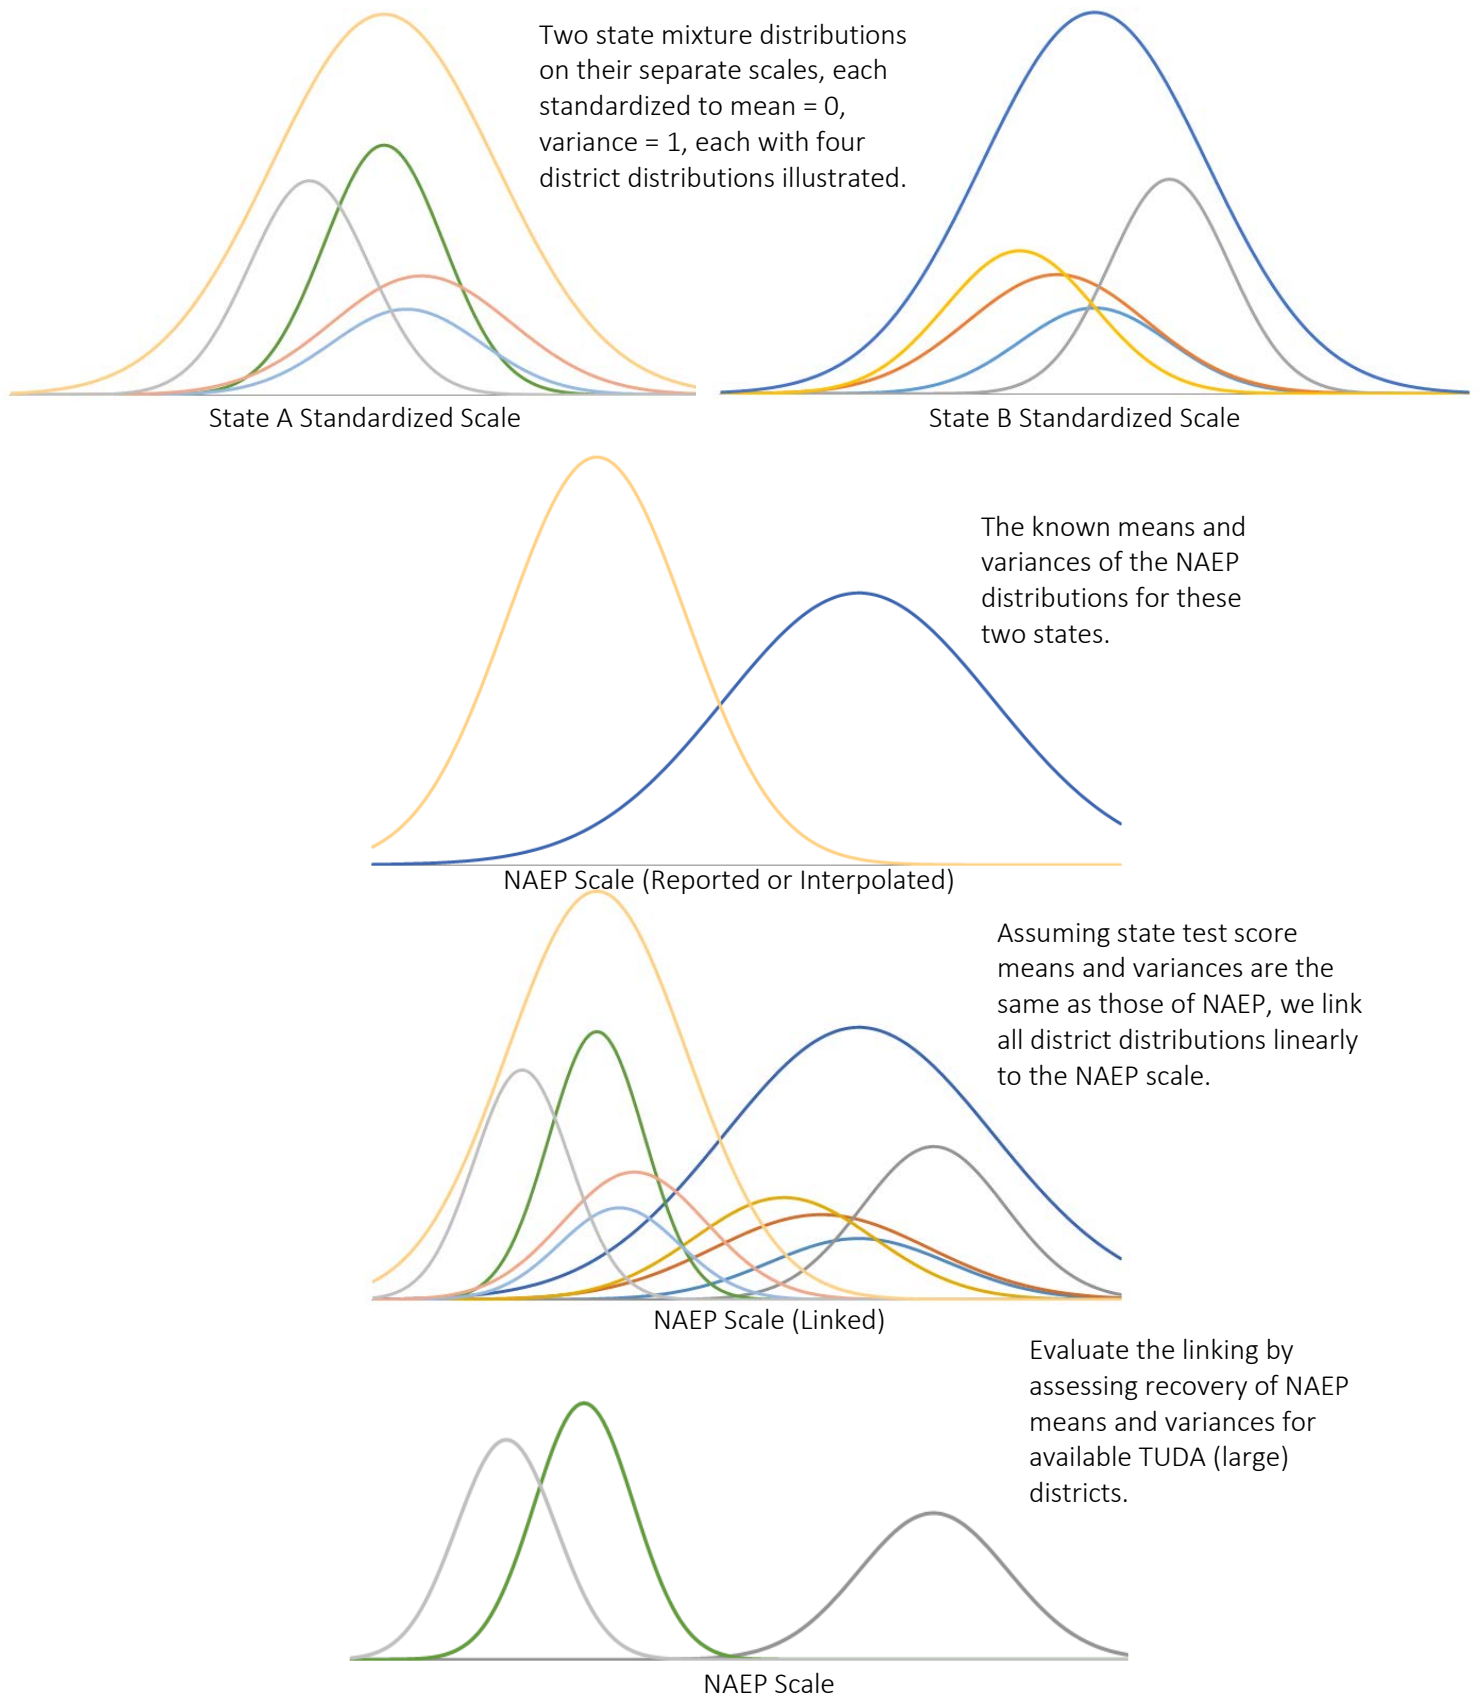 Two state mixture distributions
on their separate scales, each
standardized to mean = 0,
variance = 1, each with four
district distributions illustrated.
State A Standardized Scale
State B Standardized Scale
The known means and
variances of the NAEP
distributions for these
two states.
NAEP Scale (Reported or Interpolated)
Assuming state test score
means and variances are the
same as those of NAEP, we link
all district distributions linearly
to the NAEP scale.
NAEP Scale (Linked)
Evaluate the linking by
assessing recovery of NAEP
means and variances for
available TUDA (large)
districts.
NAEP Scale